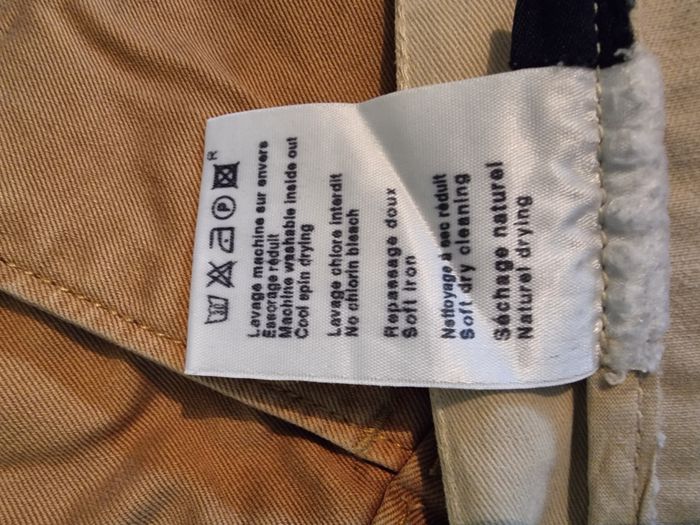 P R
Lavage machine sur envers
Essorage réduit
Machine washable inside out
Cool spin drying
Lavage chlore interdit
No chlorin bleach
Repassage doux
Soft iron
Nettoyage à sec réduit
Soft dry cleaning
Séchage naturel
Naturel drying